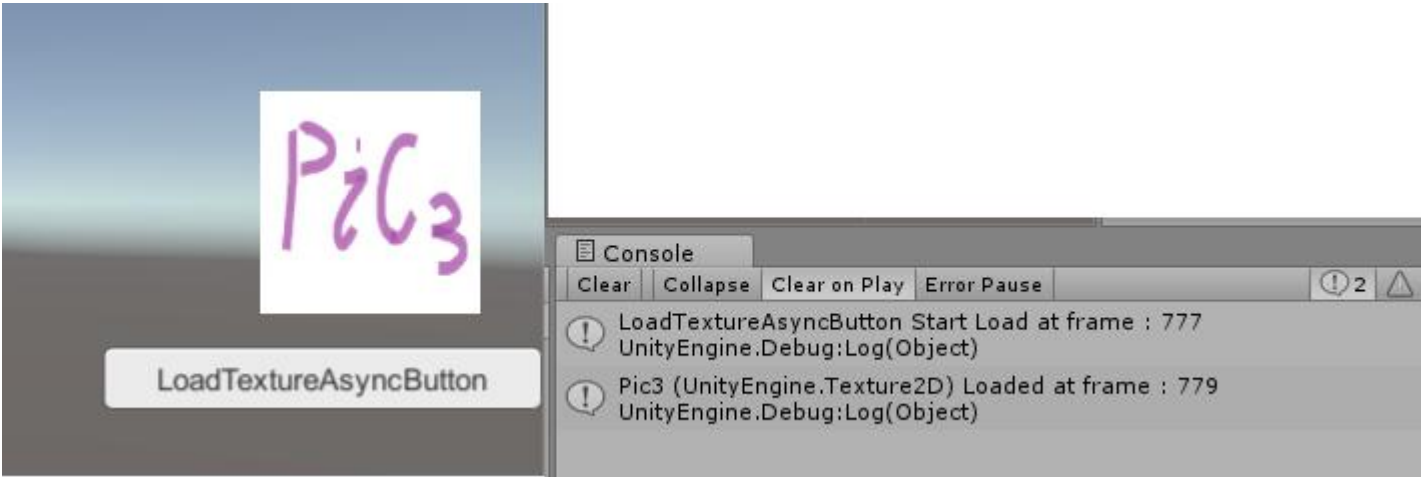 PiC3
LoadTextureAsyncButton
Console
Clear Collapse Clear on Play Error Pause 2
LoadTextureAsyncButton Start Load at frame : 777
UnityEngine.Debug:Log(Object)
Pic3 (UnityEngine.Texture2D) Loaded at frame : 779
UnityEngine.Debug:Log(Object)